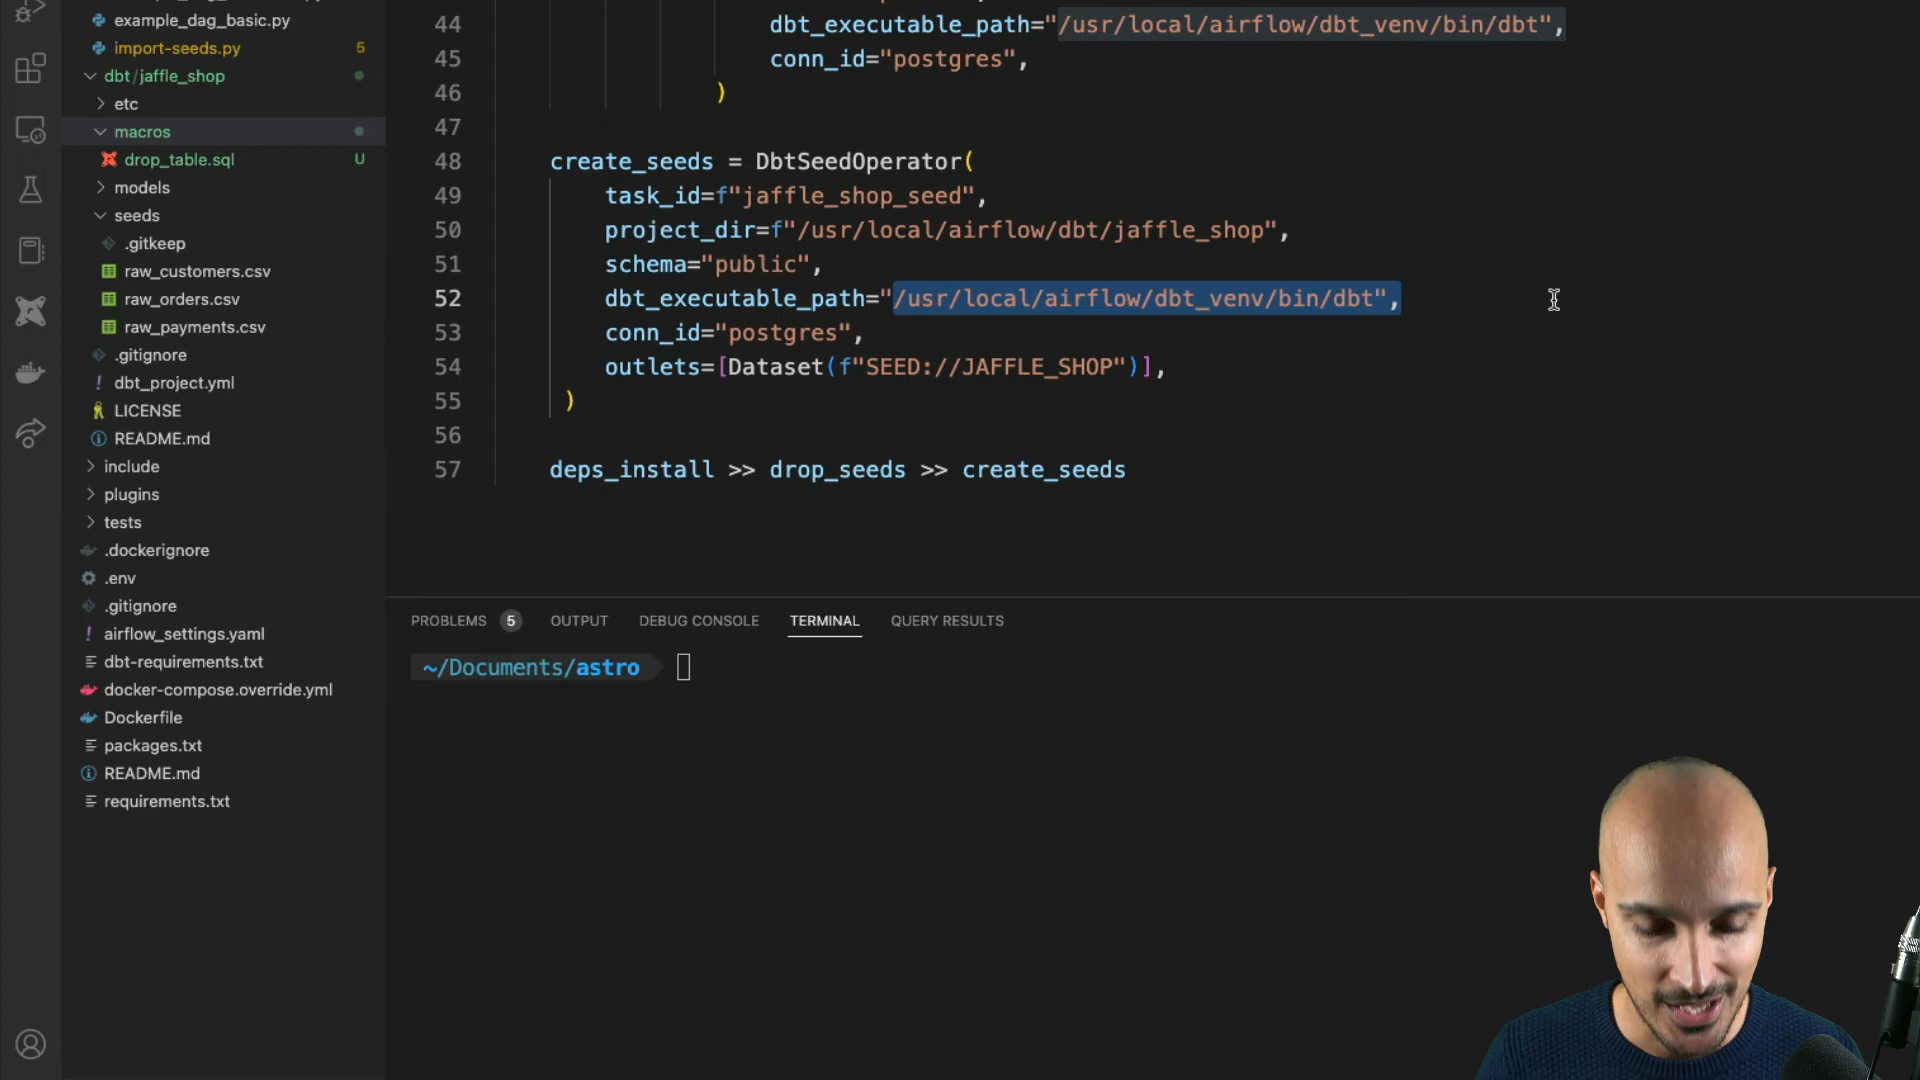 example_dag_basic.py
import-seeds.py 5
dbt/jaffle_shop
etc
macros
drop_table.sql U
models
seeds
.gitkeep
raw_customers.csv
raw_orders.csv
raw_payments.csv
.gitignore
dbt_project.yml
LICENSE
README.md
include
plugins
tests
.dockerignore
.env
.gitignore
airflow_settings.yaml
dbt-requirements.txt
docker-compose.override.yml
Dockerfile
packages.txt
README.md
requirements.txt
44 dbt_executable_path="/usr/local/airflow/dbt_venv/bin/dbt",
45 conn_id="postgres",
46 )
47
48 create_seeds = DbtSeedOperator(
49 task_id=f"jaffle_shop_seed",
50 project_dir=f"/usr/local/airflow/dbt/jaffle_shop",
51 schema="public",
52 dbt_executable_path="/usr/local/airflow/dbt_venv/bin/dbt",
53 conn_id="postgres",
54 outlets=[Dataset(f"SEED://JAFFLE_SHOP")],
55 )
56
57 deps_install >> drop_seeds >> create_seeds
PROBLEMS 5 OUTPUT DEBUG CONSOLE TERMINAL QUERY RESULTS
~/Documents/astro